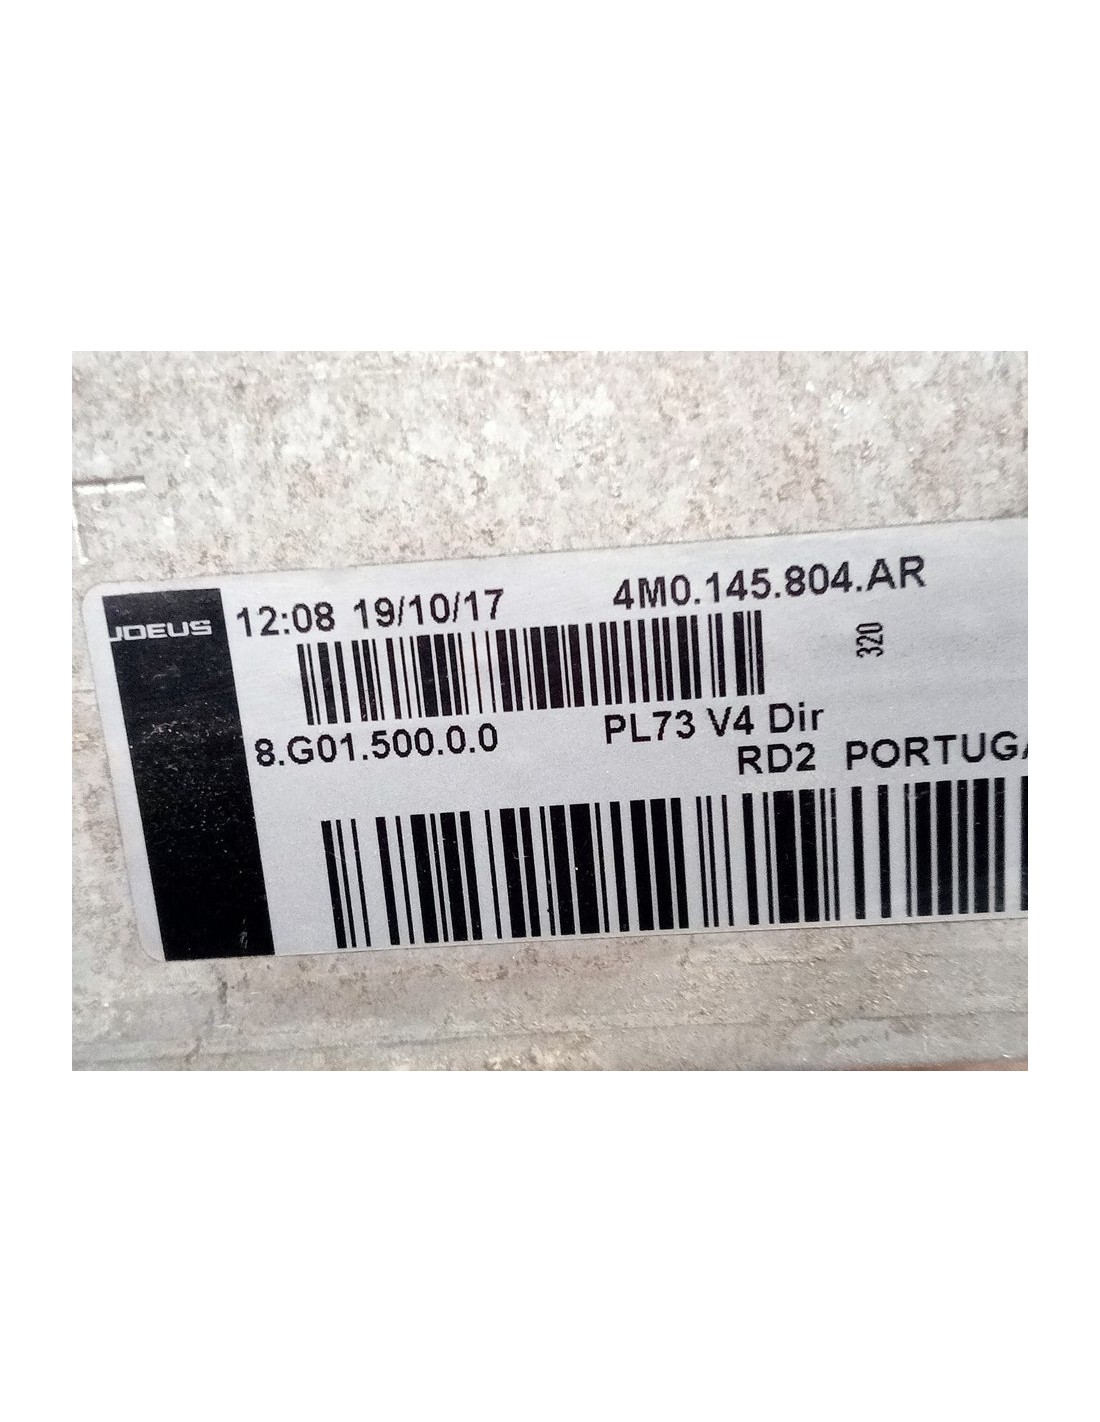 JDEUS
12:08 19/10/17 4M0.145.804.AR
320
8.G01.500.0.0 PL73 V4 Dir
RD2 PORTUGA